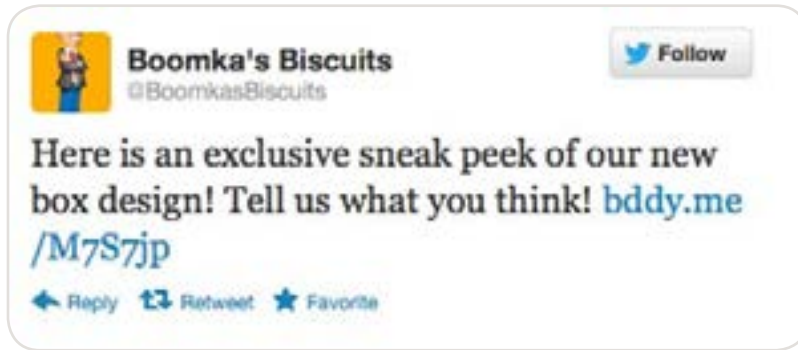 Boomka's Biscuits
Follow
@BoomkasBiscuits
Here is an exclusive sneak peek of our new
box design! Tell us what you think! bddy.me
/M7S7jp
Reply Retweet Favorite